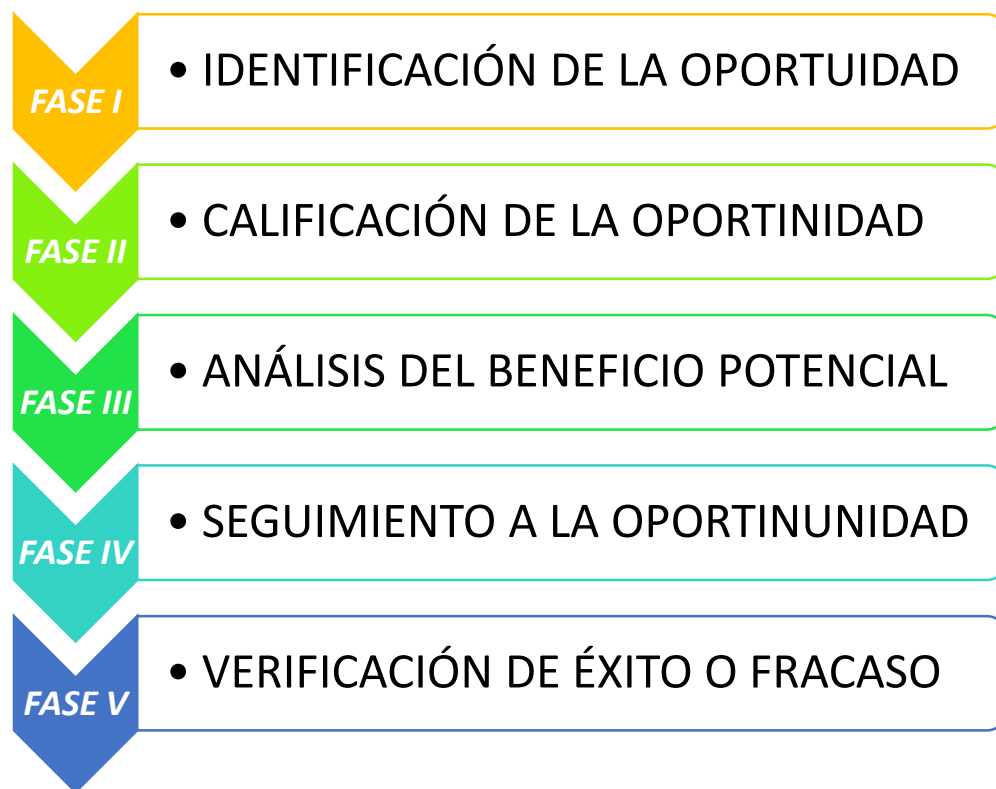 FASE I
• IDENTIFICACIÓN DE LA OPORTUIDAD
FASE II
• CALIFICACIÓN DE LA OPORTINIDAD
FASE III
• ANÁLISIS DEL BENEFICIO POTENCIAL
FASE IV
• SEGUIMIENTO A LA OPORTINUNIDAD
FASE V
• VERIFICACIÓN DE ÉXITO O FRACASO